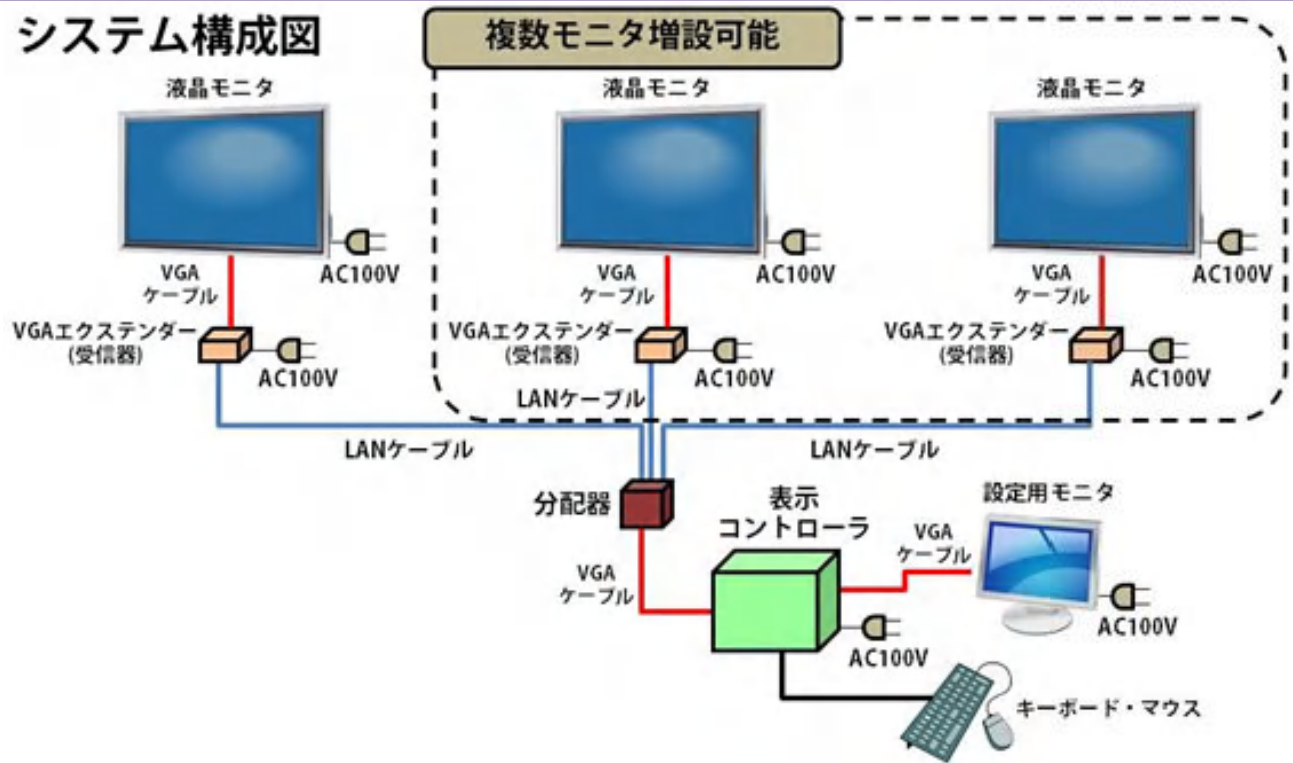 システム構成図
複数モニタ増設可能
液晶モニタ
液晶モニタ
液晶モニタ
AC100V
AC100V
AC100V
VGA
ケーブル
VGA
ケーブル
VGA
ケーブル
VGAエクステンダー
(受信器)
AC100V
VGAエクステンダー
(受信器)
AC100V
VGAエクステンダー
(受信器)
AC100V
LANケーブル
LANケーブル
LANケーブル
分配器
表示
コントローラ
設定用モニタ
VGA
ケーブル
VGA
ケーブル
AC100V
AC100V
キーボード・マウス